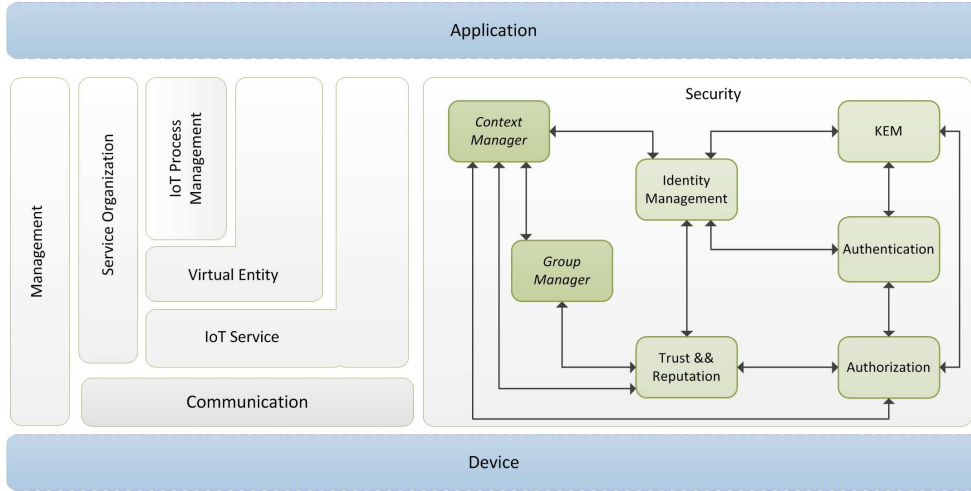 Application
Management
Service Organization
IoT Process
Management
Virtual Entity
IoT Service
Communication
Security
Context
Manager
Identity
Management
KEM
Group
Manager
Authentication
Trust &&
Reputation
Authorization
Device